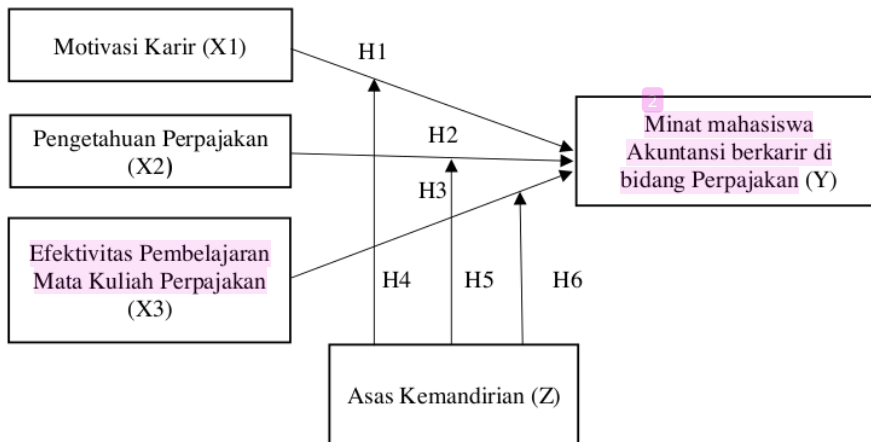 Motivasi Karir (X1)
H1
2
Pengetahuan Perpajakan
(X2)
H2
Minat mahasiswa
Akuntansi berkarir di
bidang Perpajakan (Y)
H3
Efektivitas Pembelajaran
Mata Kuliah Perpajakan
(X3)
H4
H5
H6
Asas Kemandirian (Z)